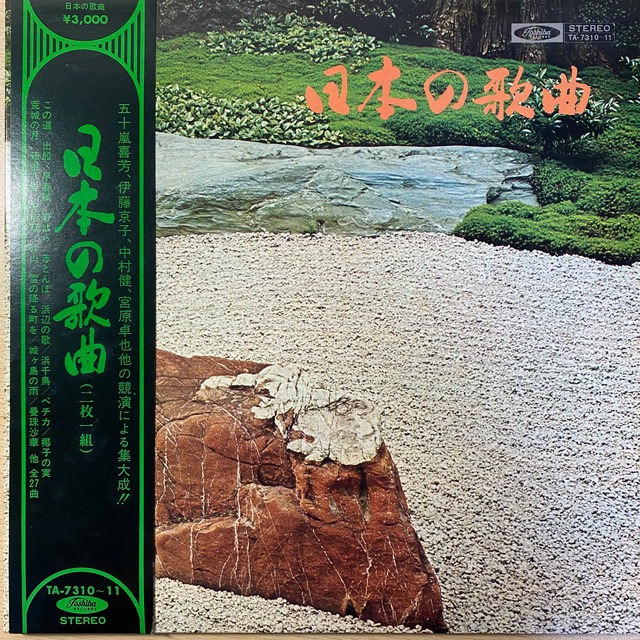 日本の歌曲
¥3,000
五十嵐喜芳、伊藤京子、中村健、宮原卓也他の競演による集大成!!
日本の歌曲
(二枚一組)
この道
出船
赤とんぼ/浜辺の歌/浜千鳥/ペチカ/椰子の実
荒城の月
雪の降る町を/城ヶ島の雨/曼珠沙華 他 全27曲
TA-7310~11
Toshiba
RECORDS
STEREO
日本の歌曲
Toshiba
RECORDS
STEREO
TA-7310-11